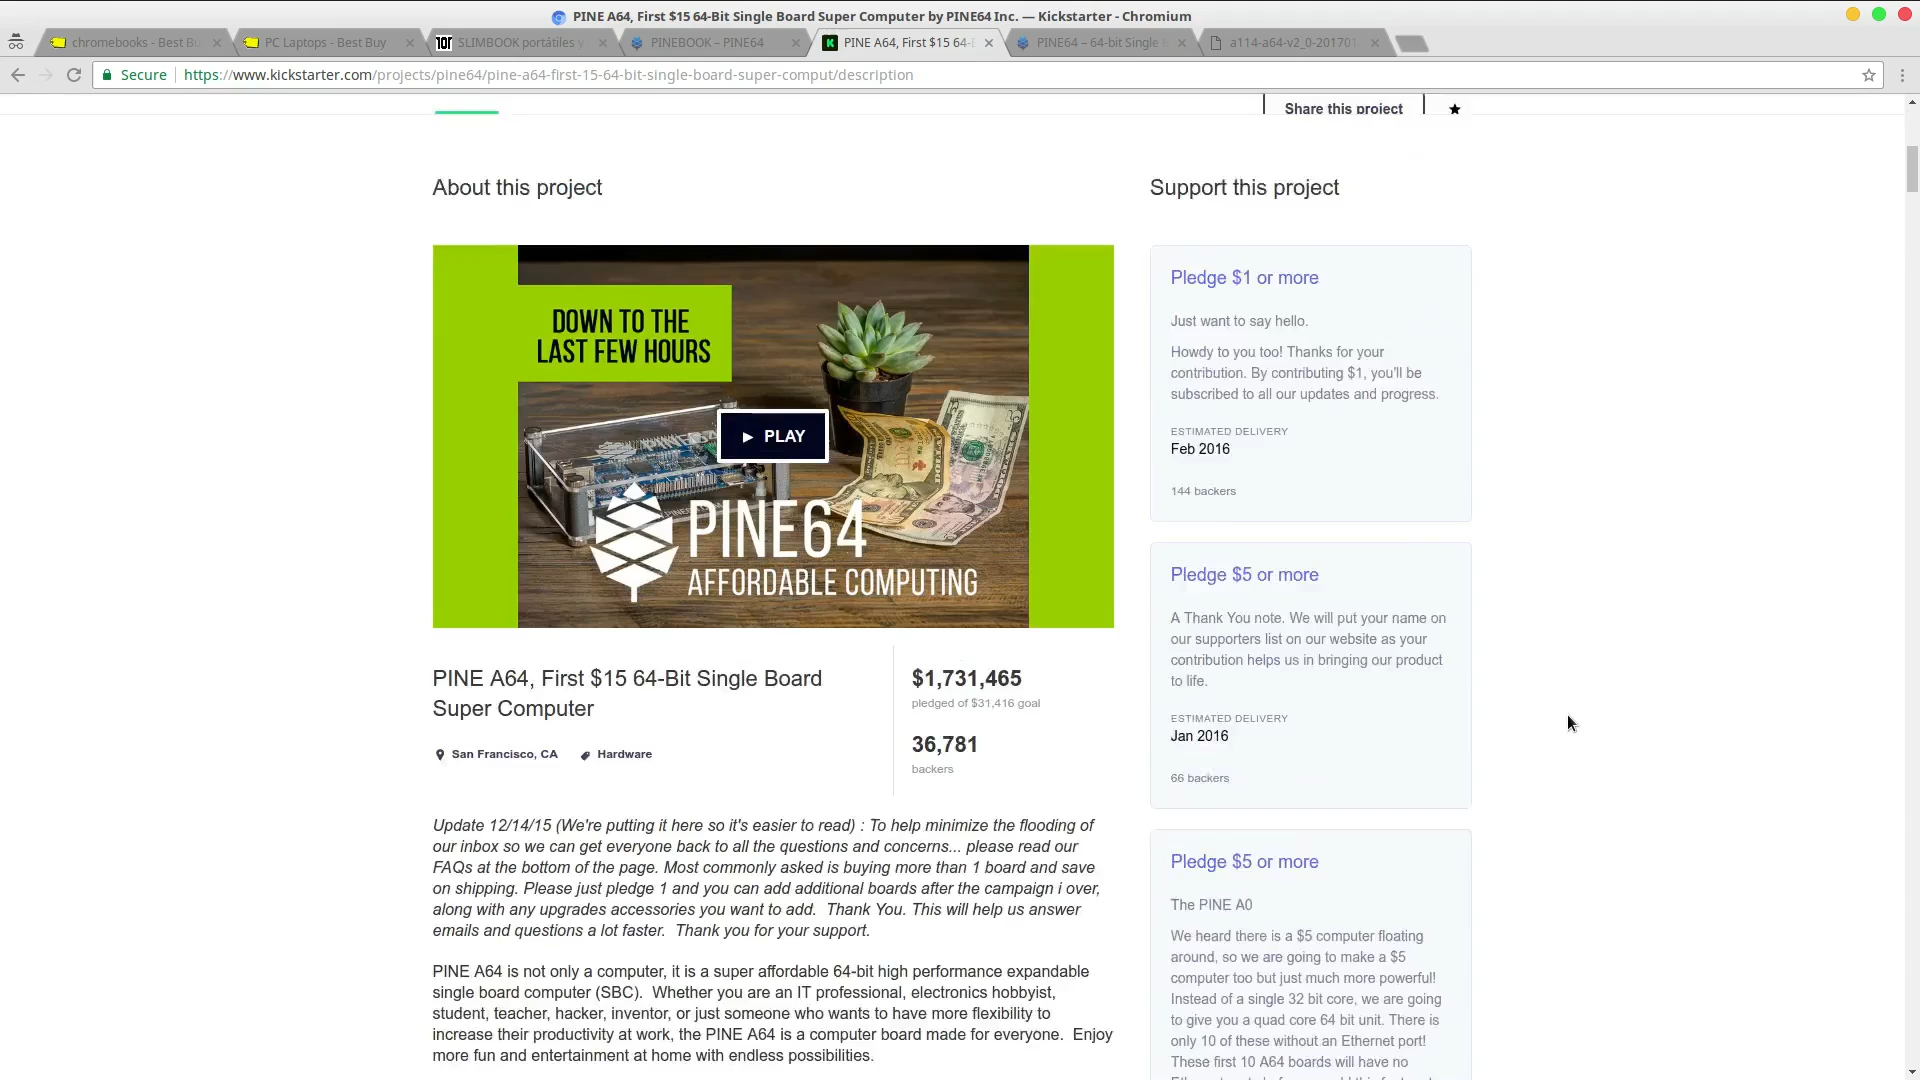 PINE A64, First $15 64-Bit Single Board Super Computer by PINE64 Inc. — Kickstarter - Chromium
chromebooks - Best Bu
PC Laptops - Best Buy
SLIMBOOK portátiles y
PINEBOOK – PINE64
PINE A64, First $15 64-B
PINE64 – 64-bit Single
a114-a64-v2_0-201701
Secure
https://www.kickstarter.com/projects/pine64/pine-a64-first-15-64-bit-single-board-super-comput/description
Share this project
About this project
Support this project
DOWN TO THE
LAST FEW HOURS
PLAY
PINE64
AFFORDABLE COMPUTING
PINE A64, First $15 64-Bit Single Board
Super Computer
San Francisco, CA
Hardware
$1,731,465
pledged of $31,416 goal
36,781
backers
Update 12/14/15 (We're putting it here so it's easier to read) : To help minimize the flooding of
our inbox so we can get everyone back to all the questions and concerns... please read our
FAQs at the bottom of the page. Most commonly asked is buying more than 1 board and save
on shipping. Please just pledge 1 and you can add additional boards after the campaign i over,
along with any upgrades accessories you want to add.  Thank You. This will help us answer
emails and questions a lot faster.  Thank you for your support.
PINE A64 is not only a computer, it is a super affordable 64-bit high performance expandable
single board computer (SBC).  Whether you are an IT professional, electronics hobbyist,
student, teacher, hacker, inventor, or just someone who wants to have more flexibility to
increase their productivity at work, the PINE A64 is a computer board made for everyone.  Enjoy
more fun and entertainment at home with endless possibilities.
Pledge $1 or more
Just want to say hello.
Howdy to you too! Thanks for your
contribution. By contributing $1, you'll be
subscribed to all our updates and progress.
ESTIMATED DELIVERY
Feb 2016
144 backers
Pledge $5 or more
A Thank You note. We will put your name on
our supporters list on our website as your
contribution helps us in bringing our product
to life.
ESTIMATED DELIVERY
Jan 2016
66 backers
Pledge $5 or more
The PINE A0
We heard there is a $5 computer floating
around, so we are going to make a $5
computer too but just much more powerful!
Instead of a single 32 bit core, we are going
to give you a quad core 64 bit unit. There is
only 10 of these without an Ethernet port!
These first 10 A64 boards will have no